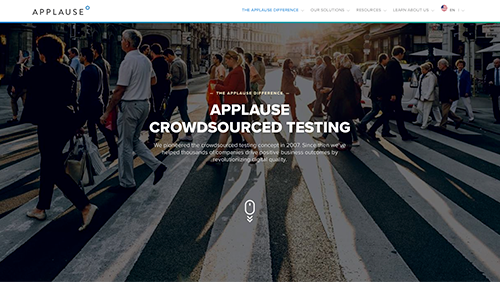 APPLAUSE
THE APPLAUSE DIFFERENCE
OUR SOLUTIONS
RESOURCES
LEARN ABOUT US
EN
— THE APPLAUSE DIFFERENCE —
APPLAUSE
CROWDSOURCED TESTING
We pioneered the crowdsourced testing concept in 2007. Since then we've
helped thousands of companies drive positive business outcomes by
revolutionizing digital quality.